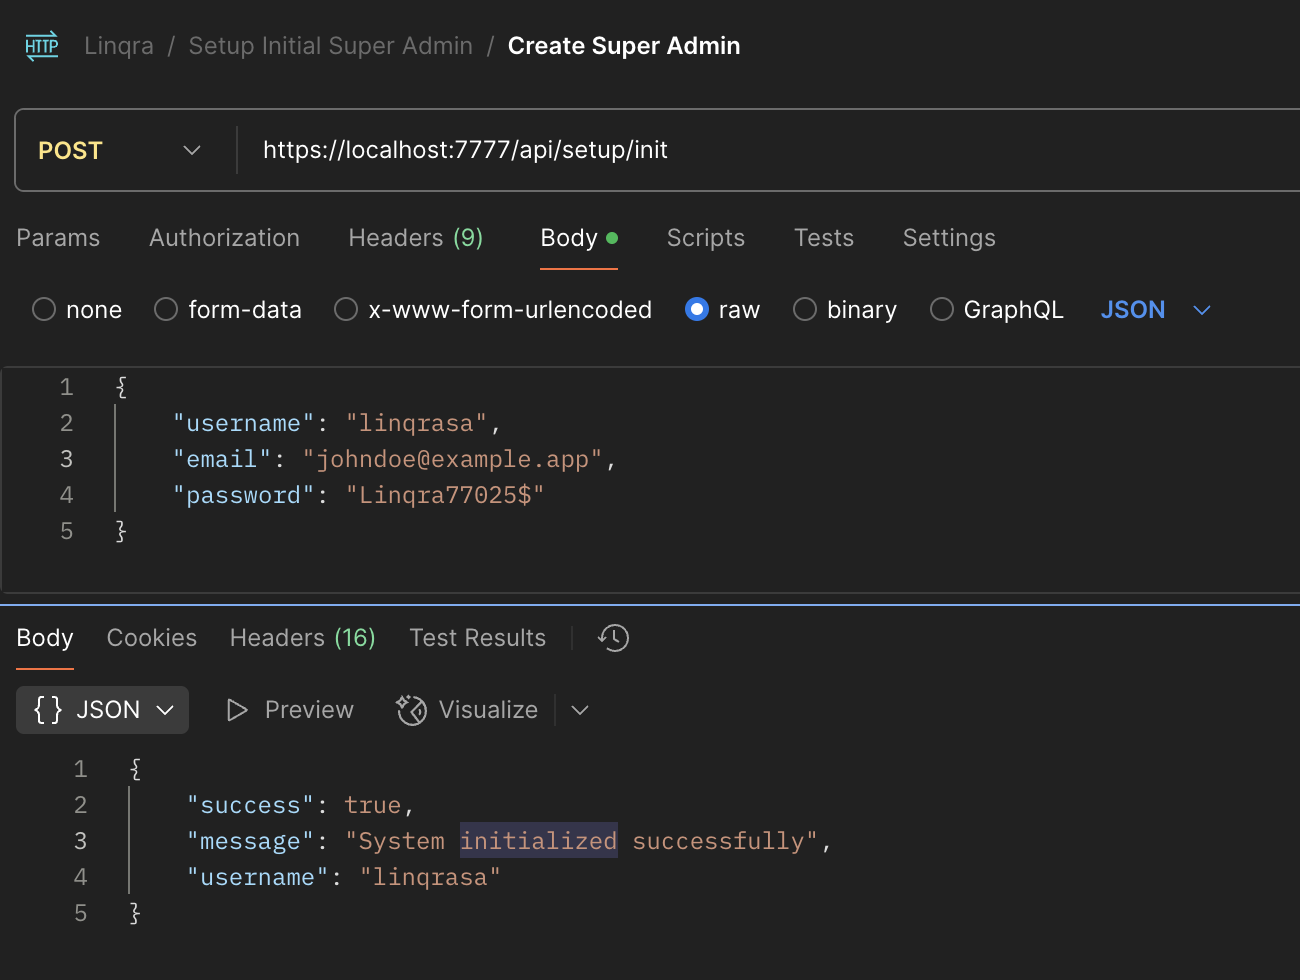 HTTP Linqra / Setup Initial Super Admin / Create Super Admin
POST https://localhost:7777/api/setup/init
Params Authorization Headers (9) Body Scripts Tests Settings
none form-data x-www-form-urlencoded raw binary GraphQL JSON
1 {
2 "username": "linqrasa",
3 "email": "johndoe@example.app",
4 "password": "Linqra77025$"
5 }
Body Cookies Headers (16) Test Results
{} JSON Preview Visualize
1 {
2 "success": true,
3 "message": "System initialized successfully",
4 "username": "linqrasa"
5 }